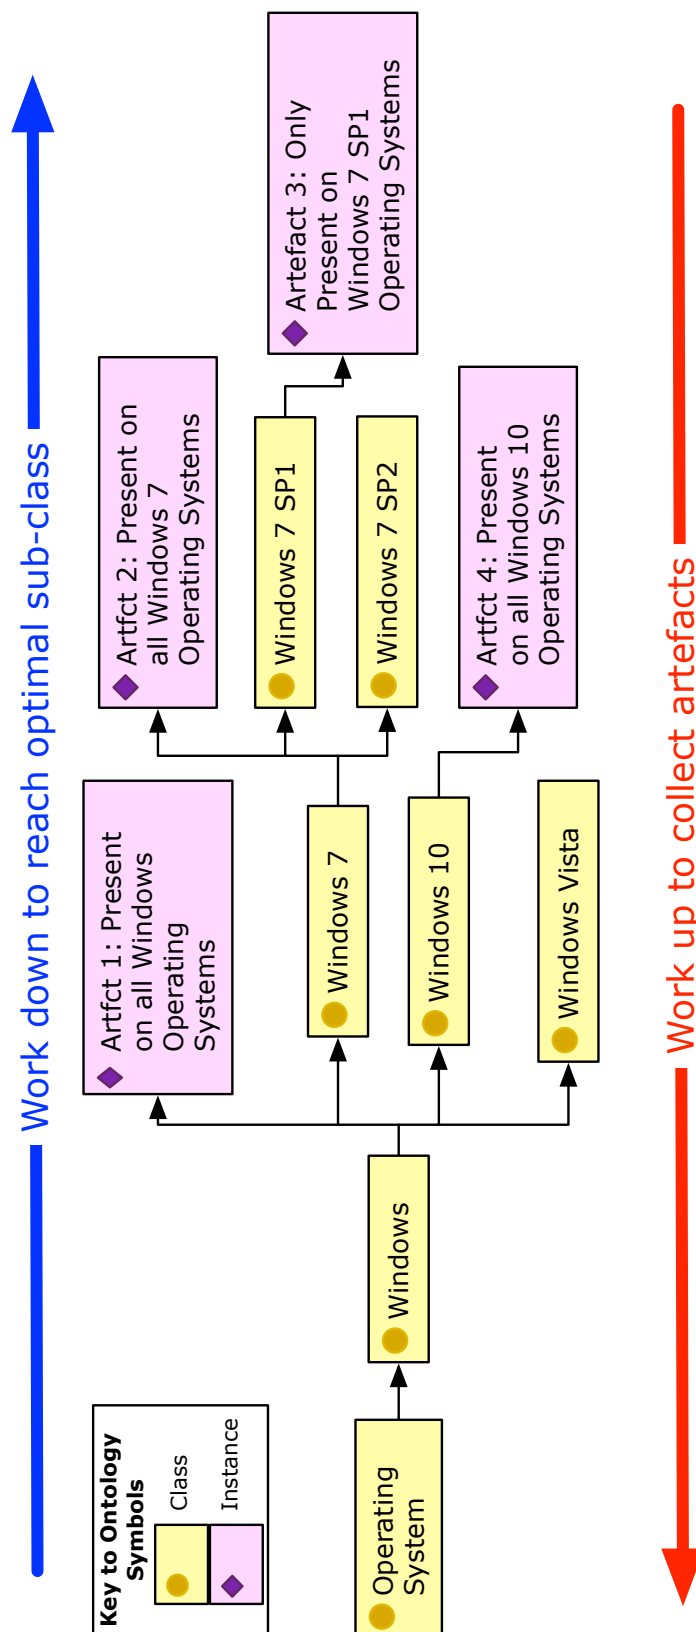 Work down to reach optimal sub-class
Key to Ontology
Symbols
Class
Instance
Operating
System
Windows
Artfct 1: Present
on all Windows
Operating
Systems
Windows 7
Windows 10
Windows Vista
Artfct 2: Present on
all Windows 7
Operating Systems
Windows 7 SP1
Windows 7 SP2
Artfct 4: Present
on all Windows 10
Operating Systems
Artefact 3: Only
Present on
Windows 7 SP1
Operating Systems
Work up to collect artefacts